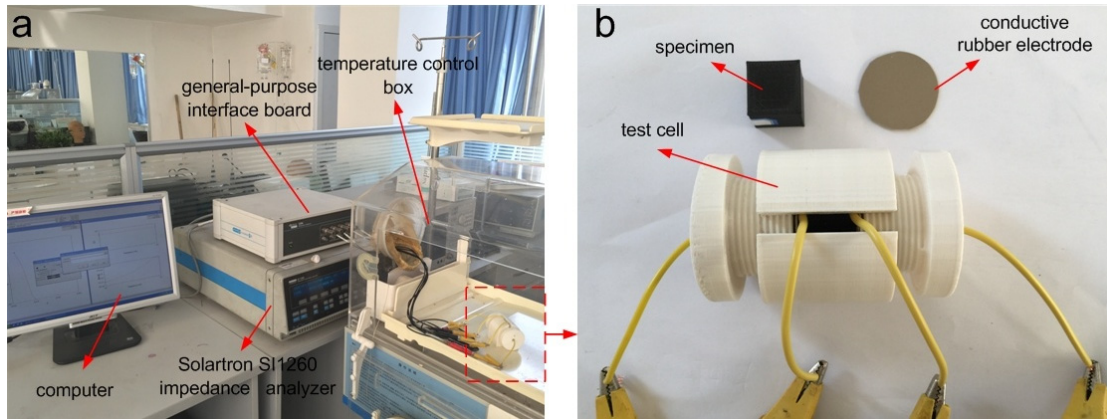 a
temperature control
box
general-purpose
interface board
Solartron SI1260
impedance analyzer
computer
b
specimen
conductive
rubber electrode
test cell